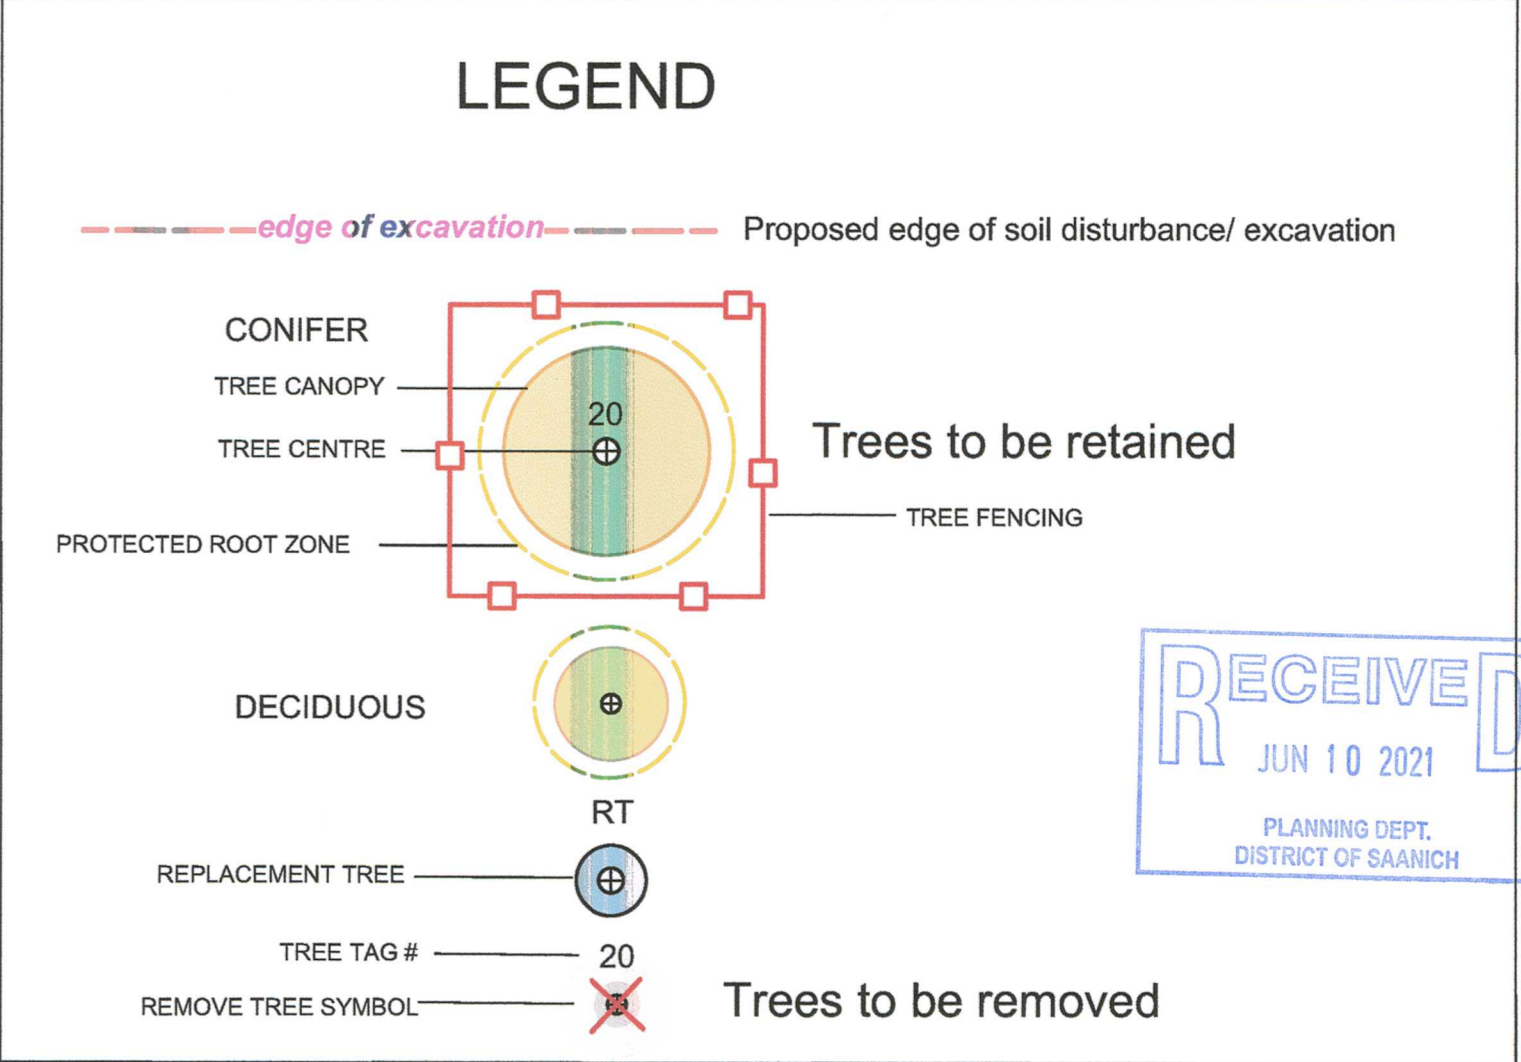 LEGEND
edge of excavation
Proposed edge of soil disturbance/ excavation
CONIFER
TREE CANOPY
20
TREE CENTRE
Trees to be retained
TREE FENCING
PROTECTED ROOT ZONE
DECIDUOUS
RECEIVED
JUN 10 2021
PLANNING DEPT.
DISTRICT OF SAANICH
RT
REPLACEMENT TREE
TREE TAG #
20
REMOVE TREE SYMBOL
Trees to be removed